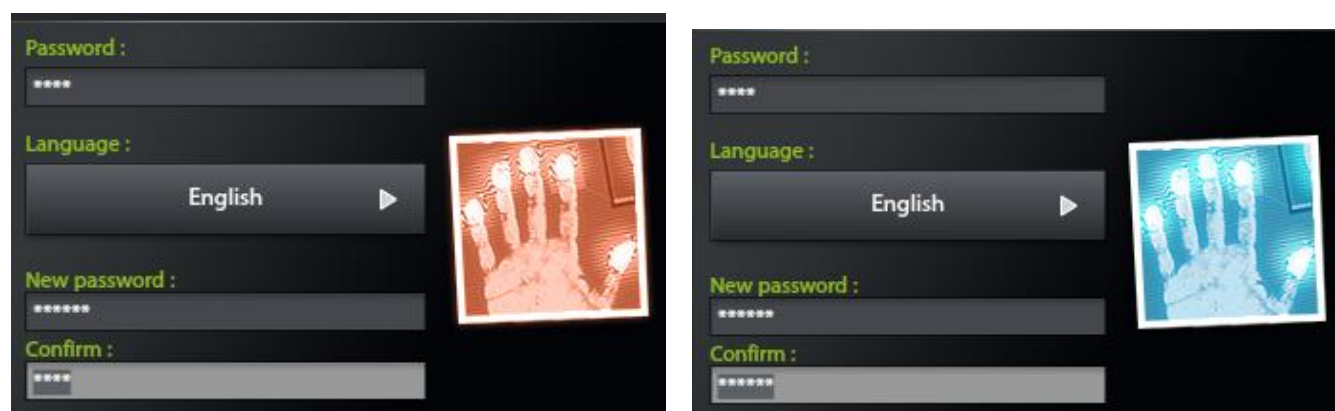 Password :
****
Language :
English
New password :
******
Confirm :
****
Password :
****
Language :
English
New password :
******
Confirm :
******